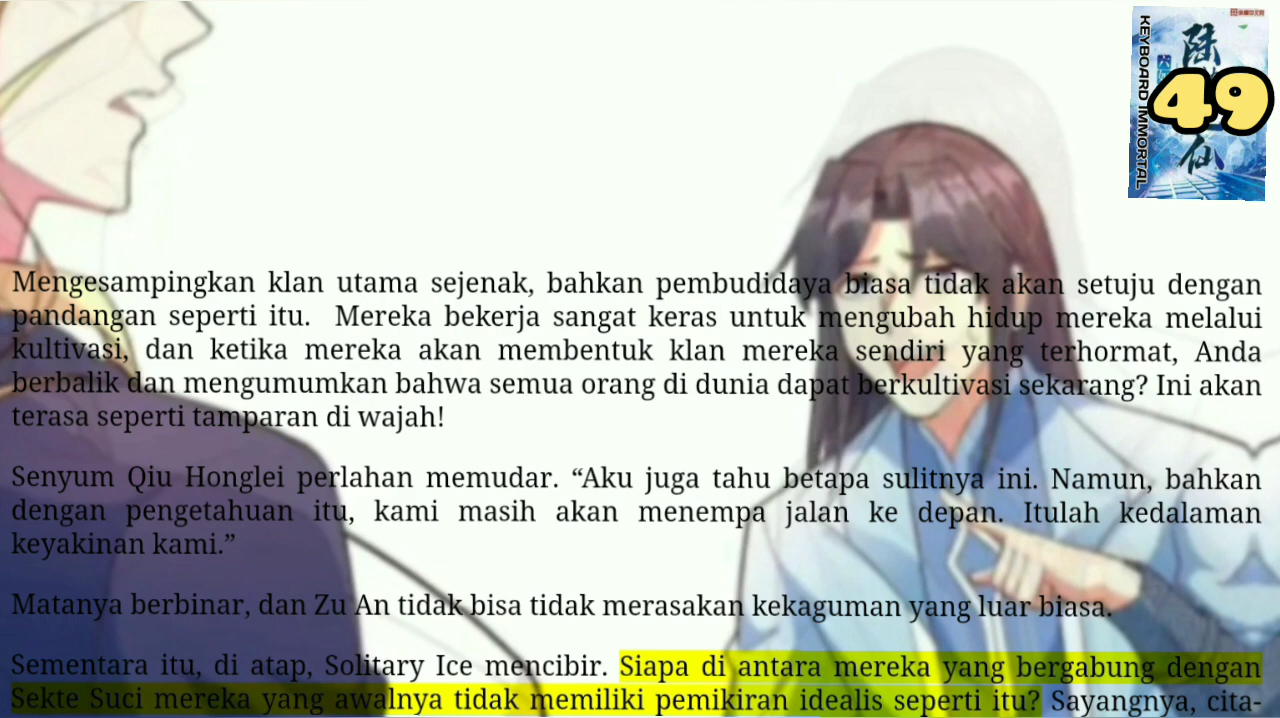 KEYBOARD IMMORTAL
49
仙
Mengesampingkan klan utama sejenak, bahkan pembudidaya biasa tidak akan setuju dengan
pandangan seperti itu.  Mereka bekerja sangat keras untuk mengubah hidup mereka melalui
kultivasi, dan ketika mereka akan membentuk klan mereka sendiri yang terhormat, Anda
berbalik dan mengumumkan bahwa semua orang di dunia dapat berkultivasi sekarang? Ini akan
terasa seperti tamparan di wajah!
Senyum Qiu Honglei perlahan memudar. “Aku juga tahu betapa sulitnya ini. Namun, bahkan
dengan pengetahuan itu, kami masih akan menempa jalan ke depan. Itulah kedalaman
keyakinan kami.”
Matanya berbinar, dan Zu An tidak bisa tidak merasakan kekaguman yang luar biasa.
Sementara itu, di atap, Solitary Ice mencibir. Siapa di antara mereka yang bergabung dengan
Sekte Suci mereka yang awalnya tidak memiliki pemikiran idealis seperti itu? Sayangnya, cita-